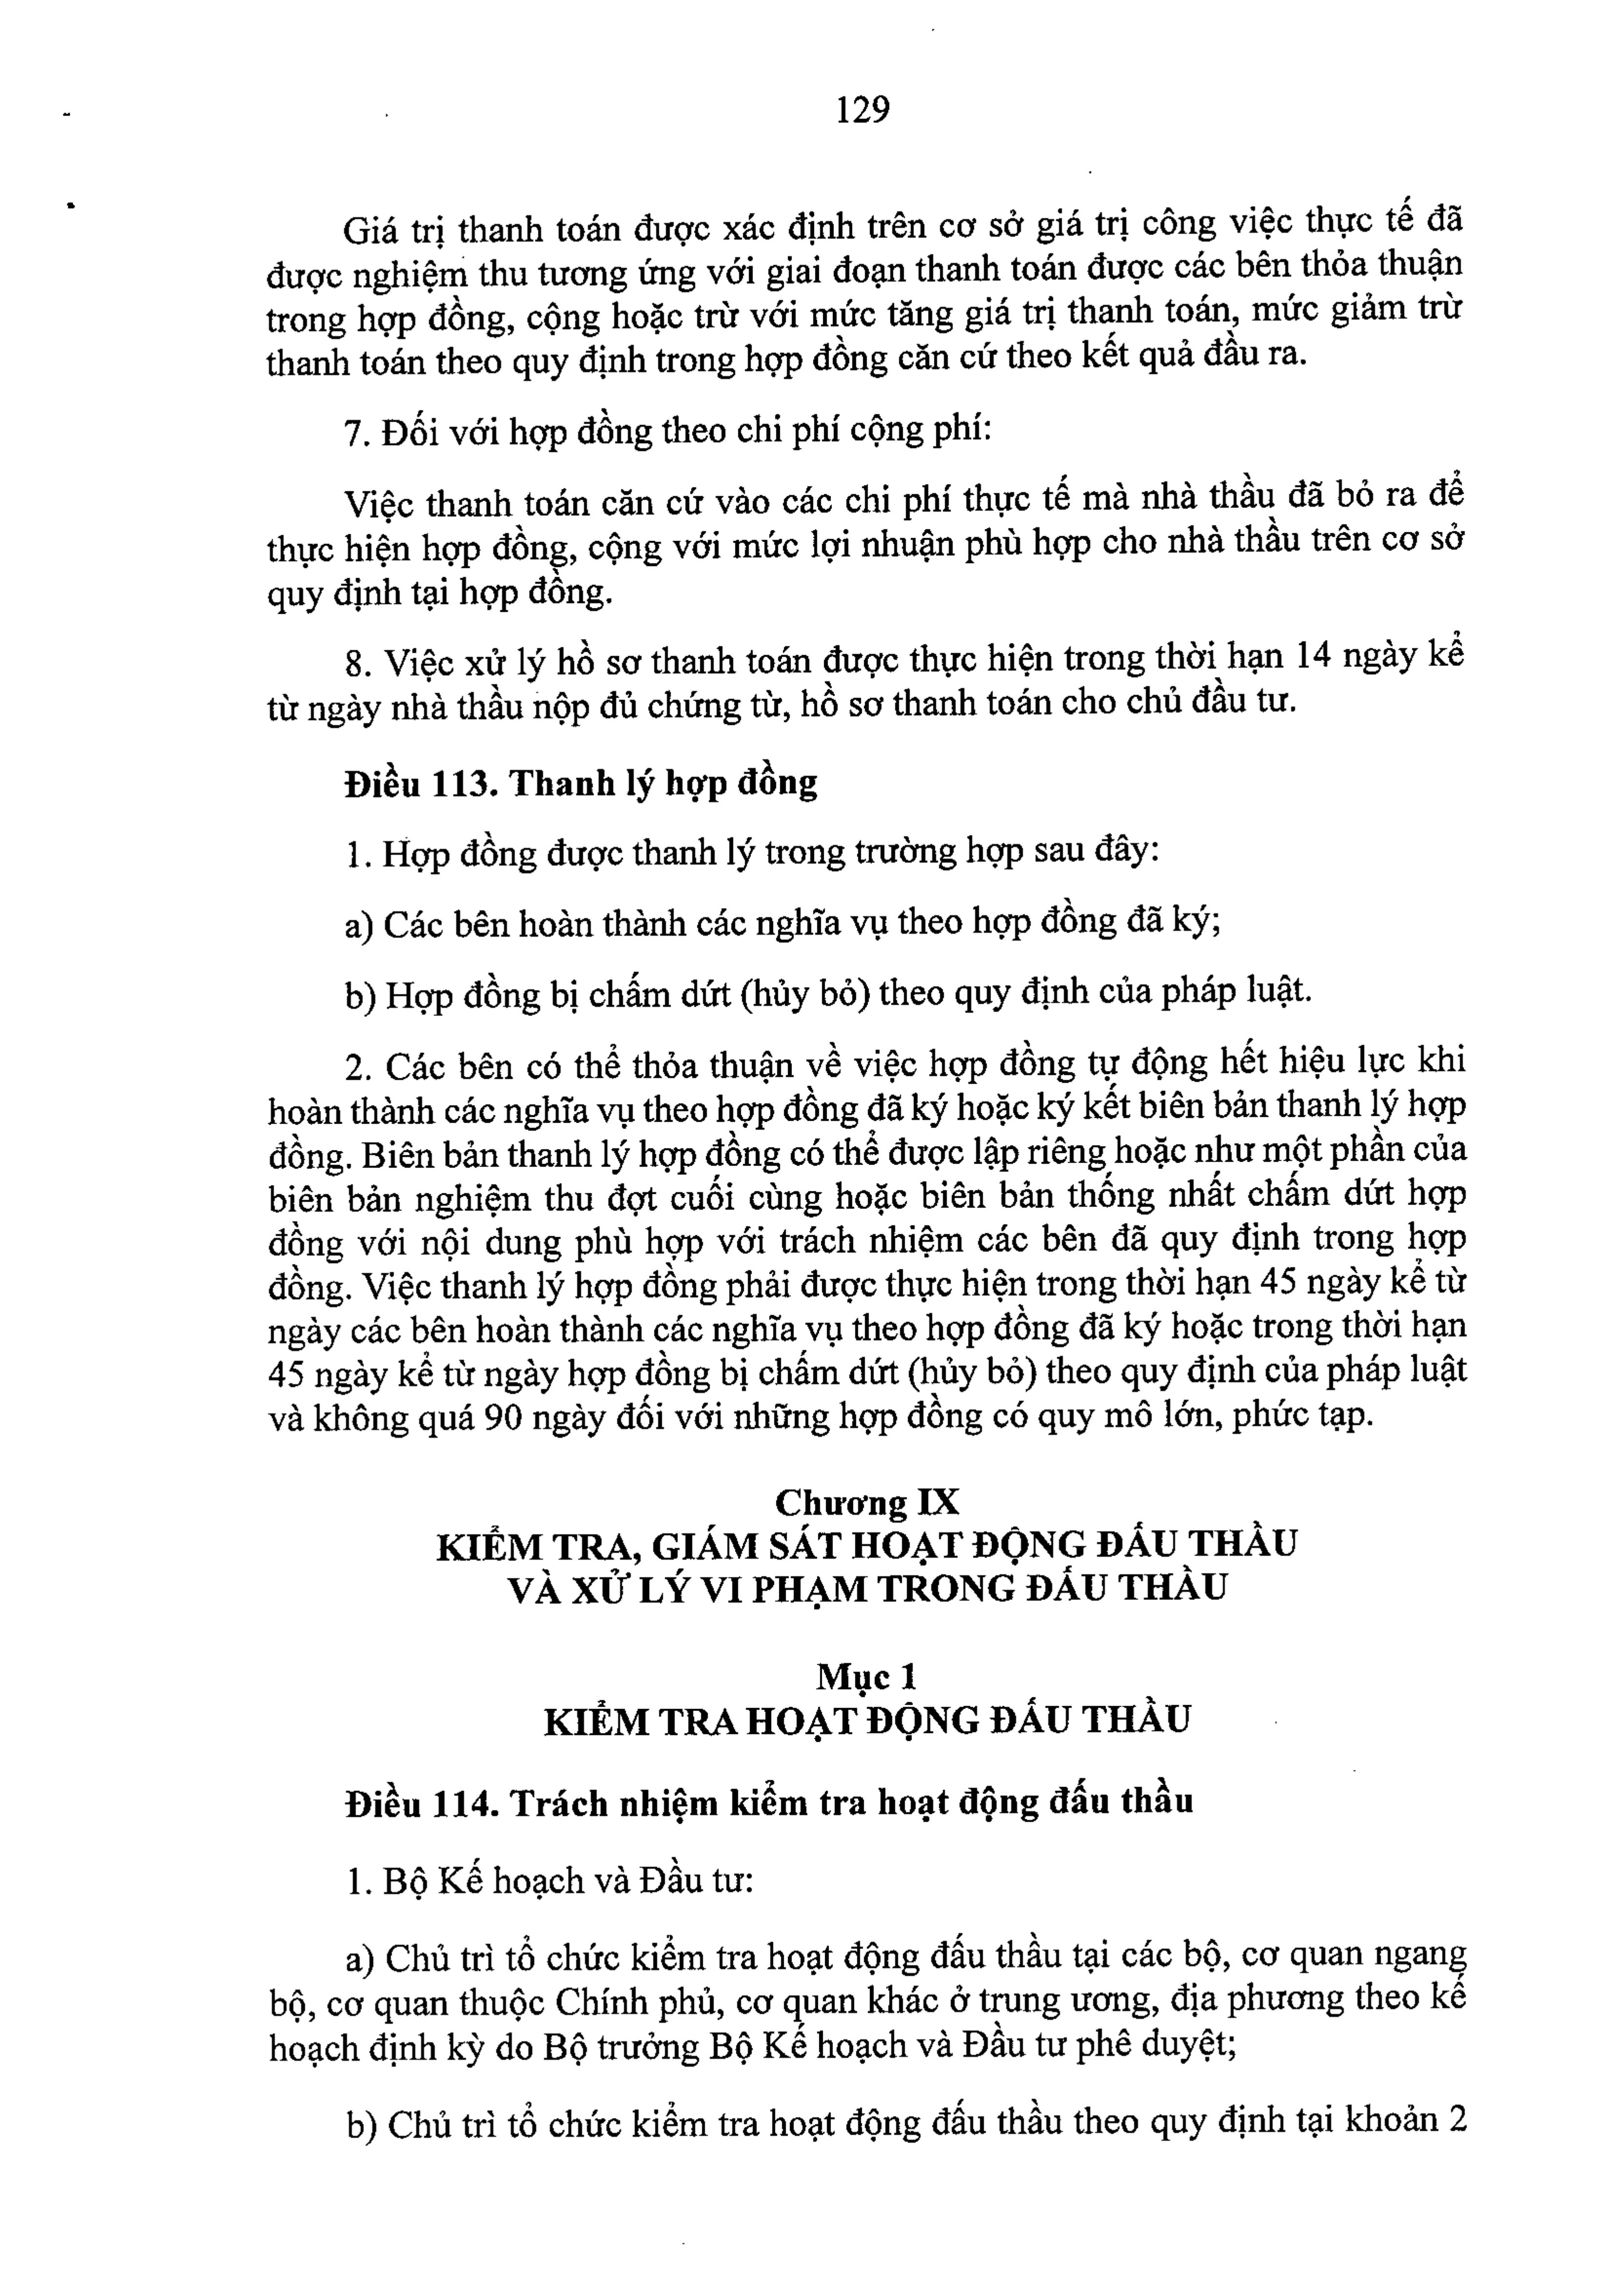 129
Giá trị thanh toán được xác định trên cơ sở giá trị công việc thực tế đã
được nghiệm thu tương ứng với giai đoạn thanh toán được các bên thỏa thuận
trong hợp đồng, cộng hoặc trừ với mức tăng giá trị thanh toán, mức giảm trừ
thanh toán theo quy định trong hợp đồng căn cứ theo kết quả đầu ra.
7. Đối với hợp đồng theo chi phí cộng phí:
Việc thanh toán căn cứ vào các chi phí thực tế mà nhà thầu đã bỏ ra để
thực hiện hợp đồng, cộng với mức lợi nhuận phù hợp cho nhà thầu trên cơ sở
quy định tại hợp đồng.
8. Việc xử lý hồ sơ thanh toán được thực hiện trong thời hạn 14 ngày kể
từ ngày nhà thầu nộp đủ chứng từ, hồ sơ thanh toán cho chủ đầu tư.
Điều 113. Thanh lý hợp đồng
1. Hợp đồng được thanh lý trong trường hợp sau đây:
a) Các bên hoàn thành các nghĩa vụ theo hợp đồng đã ký;
b) Hợp đồng bị chấm dứt (hủy bỏ) theo quy định của pháp luật.
2. Các bên có thể thỏa thuận về việc hợp đồng tự động hết hiệu lực khi
hoàn thành các nghĩa vụ theo hợp đồng đã ký hoặc ký kết biên bản thanh lý hợp
đồng. Biên bản thanh lý hợp đồng có thể được lập riêng hoặc như một phần của
biên bản nghiệm thu đợt cuối cùng hoặc biên bản thống nhất chấm dứt hợp
đồng với nội dung phù hợp với trách nhiệm các bên đã quy định trong hợp
đồng. Việc thanh lý hợp đồng phải được thực hiện trong thời hạn 45 ngày kể từ
ngày các bên hoàn thành các nghĩa vụ theo hợp đồng đã ký hoặc trong thời hạn
45 ngày kể từ ngày hợp đồng bị chấm dứt (hủy bỏ) theo quy định của pháp luật
và không quá 90 ngày đối với những hợp đồng có quy mô lớn, phức tạp.
Chương IX
KIỂM TRA, GIÁM SÁT HOẠT ĐỘNG ĐẤU THẦU
VÀ XỬ LÝ VI PHẠM TRONG ĐẤU THẦU
Mục 1
KIỂM TRA HOẠT ĐỘNG ĐẤU THẦU
Điều 114. Trách nhiệm kiểm tra hoạt động đấu thầu
1. Bộ Kế hoạch và Đầu tư:
a) Chủ trì tổ chức kiểm tra hoạt động đấu thầu tại các bộ, cơ quan ngang
bộ, cơ quan thuộc Chính phủ, cơ quan khác ở trung ương, địa phương theo kế
hoạch định kỳ do Bộ trưởng Bộ Kế hoạch và Đầu tư phê duyệt;
b) Chủ trì tổ chức kiểm tra hoạt động đấu thầu theo quy định tại khoản 2